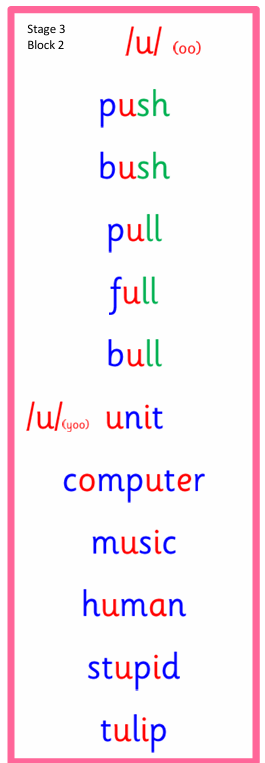 Stage 3
Block 2
/u/ (oo)
push
bush
pull
full
bull
/u/(yoo) unit
computer
music
human
stupid
tulip